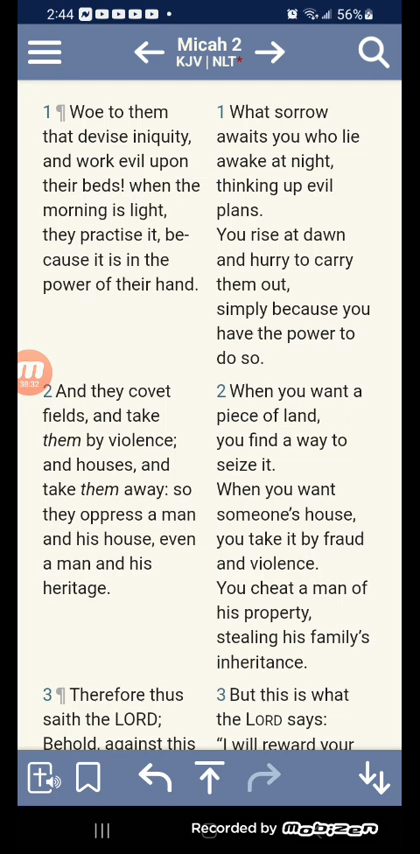 2:44 56%
Micah 2
KJV | NLT*
1 ¶ Woe to them
that devise iniquity,
and work evil upon
their beds! when the
morning is light,
they practise it, be-
cause it is in the
power of their hand.
1 What sorrow
awaits you who lie
awake at night,
thinking up evil
plans.
You rise at dawn
and hurry to carry
them out,
simply because you
have the power to
do so.
2 And they covet
fields, and take
them by violence;
and houses, and
take them away: so
they oppress a man
and his house, even
a man and his
heritage.
2 When you want a
piece of land,
you find a way to
seize it.
When you want
someone's house,
you take it by fraud
and violence.
You cheat a man of
his property,
stealing his family's
inheritance.
3 ¶ Therefore thus
saith the LORD;
Behold, against this
3 But this is what
the LORD says:
"I will reward your
Recorded by Mobizen